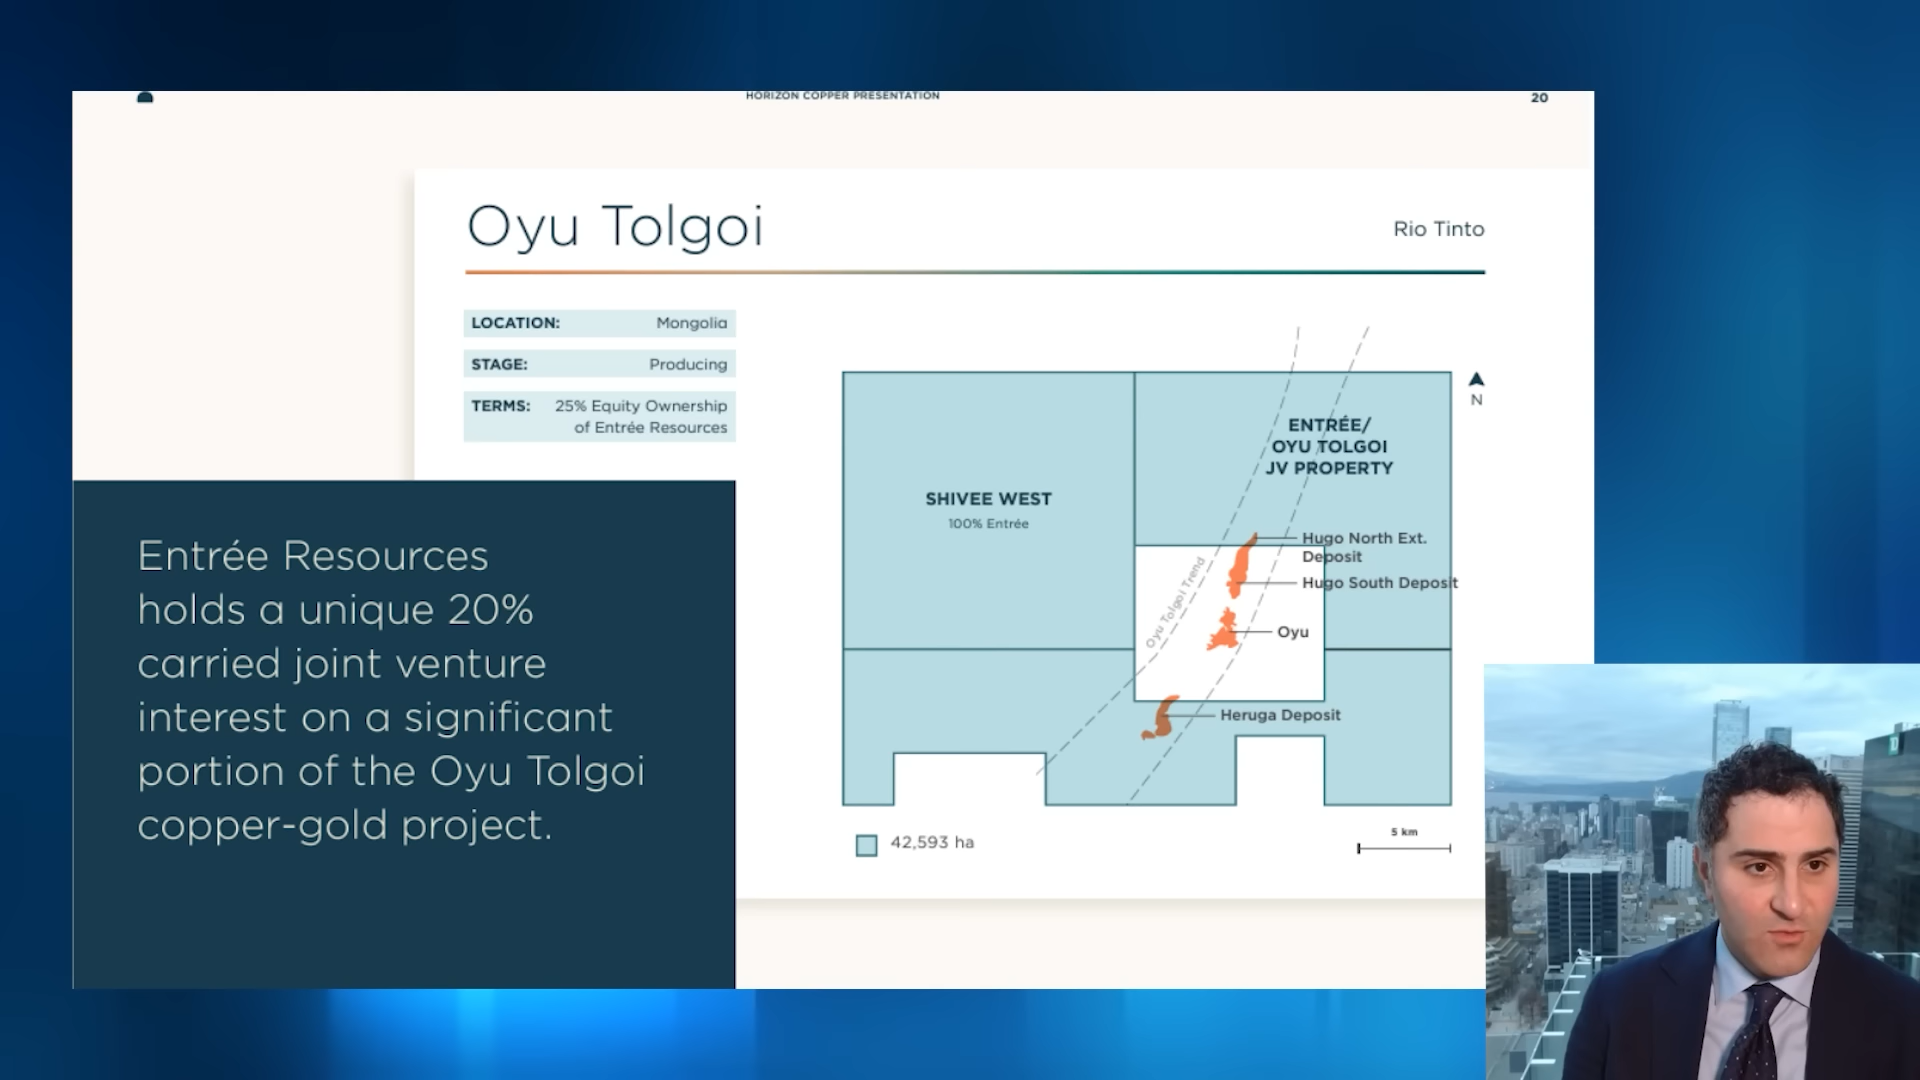 HORIZON COPPER PRESENTATION
20
Oyu Tolgoi
Rio Tinto
LOCATION: Mongolia
STAGE: Producing
TERMS: 25% Equity Ownership
of Entrée Resources
Entrée Resources
holds a unique 20%
carried joint venture
interest on a significant
portion of the Oyu Tolgoi
copper-gold project.
N
ENTRÉE/
OYU TOLGOI
JV PROPERTY
SHIVEE WEST
100% Entrée
Hugo North Ext.
Deposit
Hugo South Deposit
Oyu Tolgoi Trend
Oyu
Heruga Deposit
42,593 ha
5 km